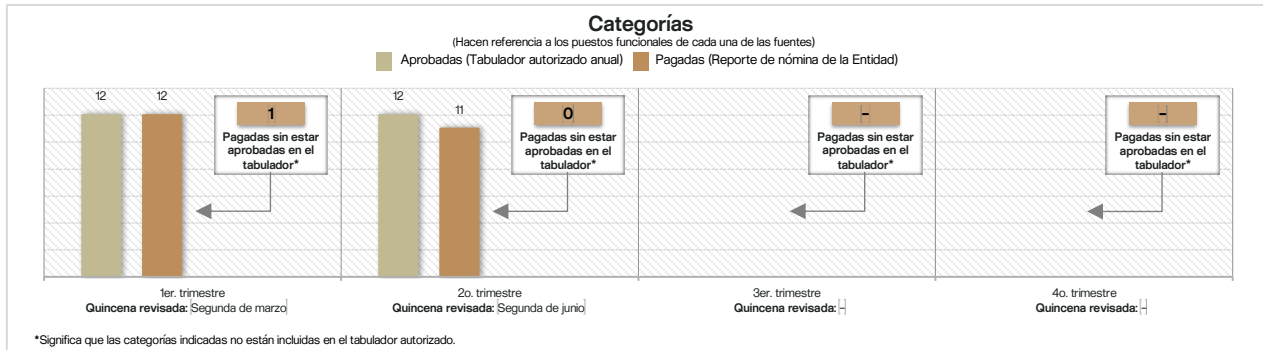 Categorías
(Hacen referencia a los puestos funcionales de cada una de las fuentes)
Aprobadas (Tabulador autorizado anual) Pagadas (Reporte de nómina de la Entidad)
12 12
1
Pagadas sin estar
aprobadas en el
tabulador*
12 11
0
Pagadas sin estar
aprobadas en el
tabulador*
-
Pagadas sin estar
aprobadas en el
tabulador*
-
Pagadas sin estar
aprobadas en el
tabulador*
1er. trimestre
Quincena revisada: Segunda de marzo
2o. trimestre
Quincena revisada: Segunda de junio
3er. trimestre
Quincena revisada: -
4o. trimestre
Quincena revisada: -
*Significa que las categorías indicadas no están incluidas en el tabulador autorizado.